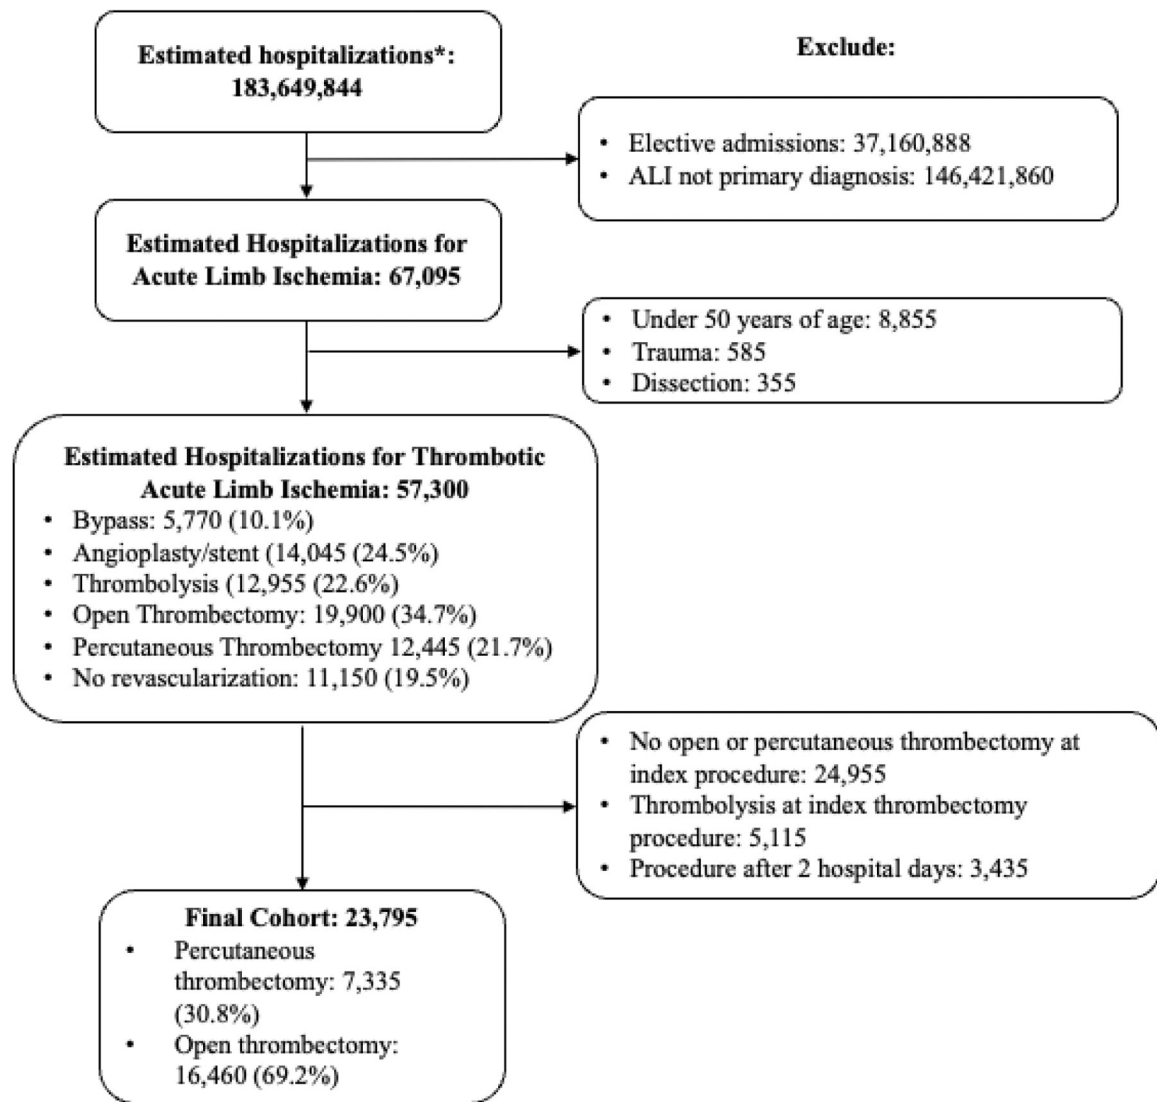 Estimated hospitalizations*:
183,649,844
Exclude:
• Elective admissions: 37,160,888
• ALI not primary diagnosis: 146,421,860
Estimated Hospitalizations for
Acute Limb Ischemia: 67,095
• Under 50 years of age: 8,855
• Trauma: 585
• Dissection: 355
Estimated Hospitalizations for Thrombotic
Acute Limb Ischemia: 57,300
• Bypass: 5,770 (10.1%)
• Angioplasty/stent (14,045 (24.5%)
• Thrombolysis (12,955 (22.6%)
• Open Thrombectomy: 19,900 (34.7%)
• Percutaneous Thrombectomy 12,445 (21.7%)
• No revascularization: 11,150 (19.5%)
• No open or percutaneous thrombectomy at
index procedure: 24,955
• Thrombolysis at index thrombectomy
procedure: 5,115
• Procedure after 2 hospital days: 3,435
Final Cohort: 23,795
• Percutaneous
thrombectomy: 7,335
(30.8%)
• Open thrombectomy:
16,460 (69.2%)